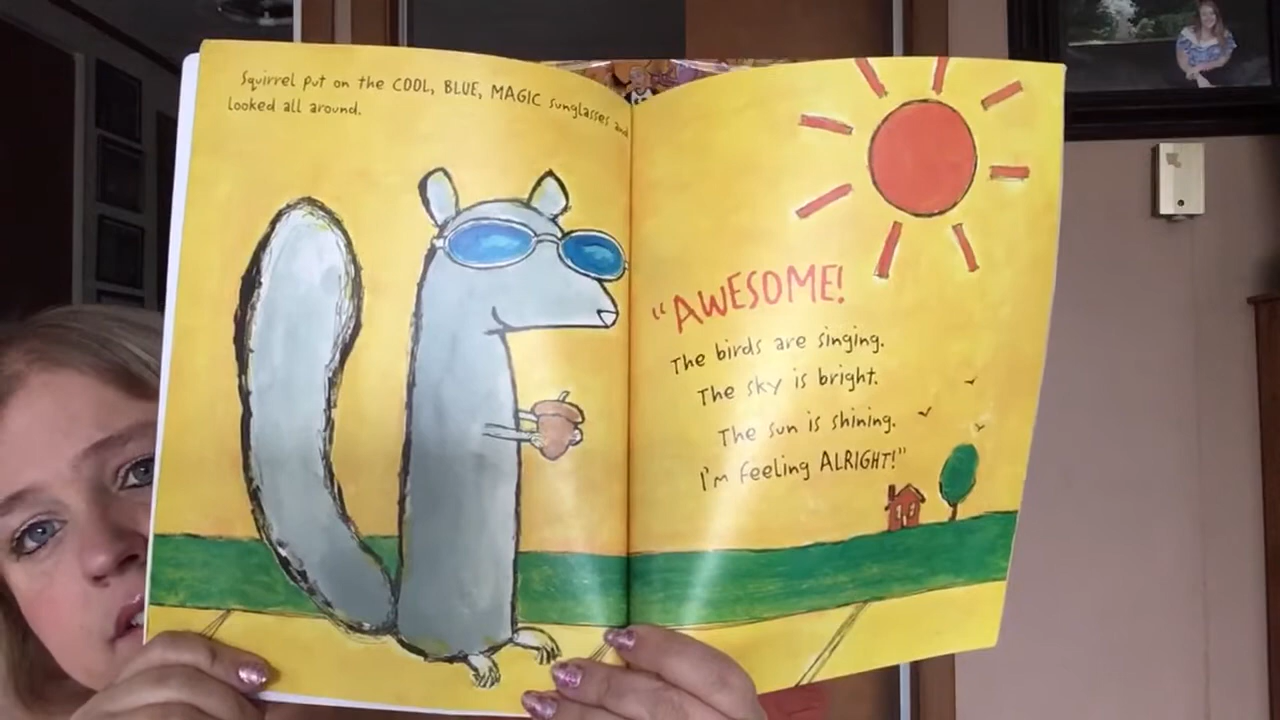 Squirrel put on the COOL, BLUE, MAGIC sunglasses and
looked all around.
"AWESOME!
The birds are singing.
The sky is bright.
The sun is shining.
I'm feeling ALRIGHT!"